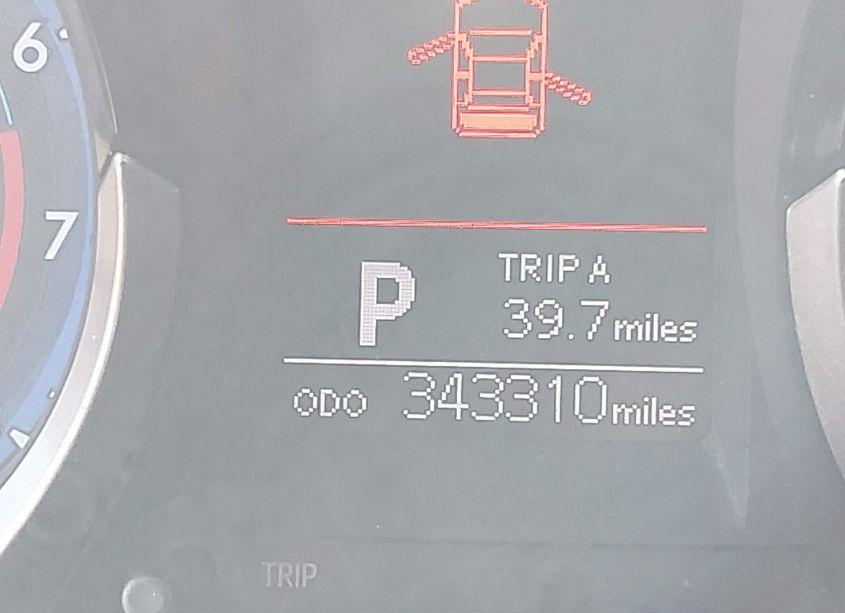 6
7
P
TRIP A
39.7 miles
ODO 343310 miles
TRIP